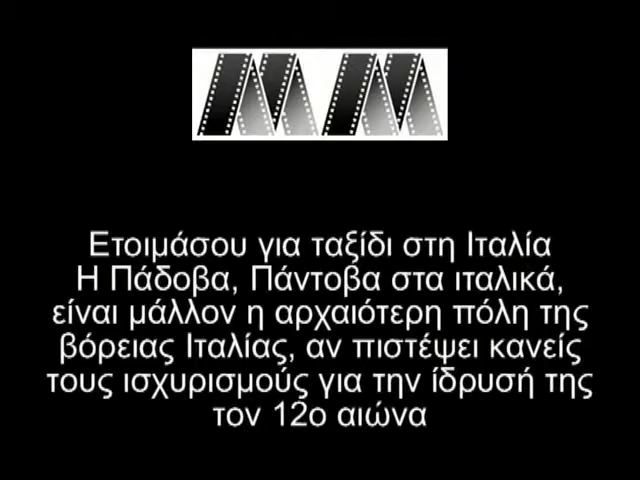 Ετοιμάσου για ταξίδι στη Ιταλία
Η Πάδοβα, Πάντοβα στα ιταλικά,
είναι μάλλον η αρχαιότερη πόλη της
βόρειας Ιταλίας, αν πιστέψει κανείς
τους ισχυρισμούς για την ίδρυσή της
τον 12ο αιώνα